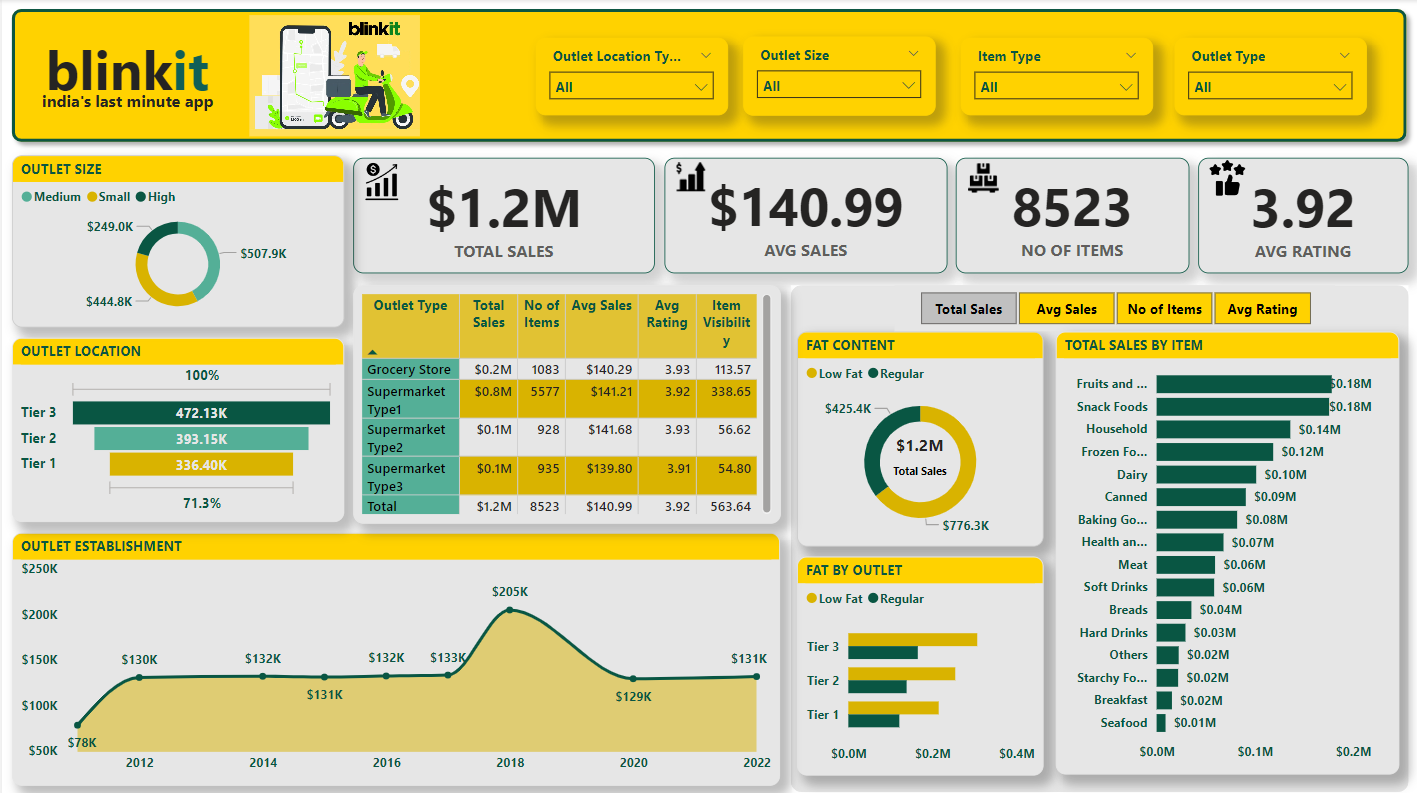 blinkit
india's last minute app
blinkit
Outlet Location Ty...
All
Outlet Size
All
Item Type
All
Outlet Type
All
OUTLET SIZE
Medium Small High
$249.0K
$507.9K
$444.8K
$1.2M
TOTAL SALES
$140.99
AVG SALES
8523
NO OF ITEMS
3.92
AVG RATING
OUTLET LOCATION
100%
Tier 3 472.13K
Tier 2 393.15K
Tier 1 336.40K
71.3%
Outlet Type Total Sales No of Items Avg Sales Avg Rating Item Visibility
Grocery Store $0.2M 1083 $140.29 3.93 113.57
Supermarket Type1 $0.8M 5577 $141.21 3.92 338.65
Supermarket Type2 $0.1M 928 $141.68 3.93 56.62
Supermarket Type3 $0.1M 935 $139.80 3.91 54.80
Total $1.2M 8523 $140.99 3.92 563.64
OUTLET ESTABLISHMENT
$250K
$200K
$150K
$100K
$50K
$78K
$130K
$132K
$131K
$132K
$133K
$205K
$129K
$131K
2012 2014 2016 2018 2020 2022
Total Sales Avg Sales No of Items Avg Rating
FAT CONTENT
Low Fat Regular
$425.4K
$1.2M
Total Sales
$776.3K
FAT BY OUTLET
Low Fat Regular
Tier 3
Tier 2
Tier 1
$0.0M $0.2M $0.4M
TOTAL SALES BY ITEM
Fruits and ... $0.18M
Snack Foods $0.18M
Household $0.14M
Frozen Fo... $0.12M
Dairy $0.10M
Canned $0.09M
Baking Go... $0.08M
Health an... $0.07M
Meat $0.06M
Soft Drinks $0.06M
Breads $0.04M
Hard Drinks $0.03M
Others $0.02M
Starchy Fo... $0.02M
Breakfast $0.02M
Seafood $0.01M
$0.0M $0.1M $0.2M